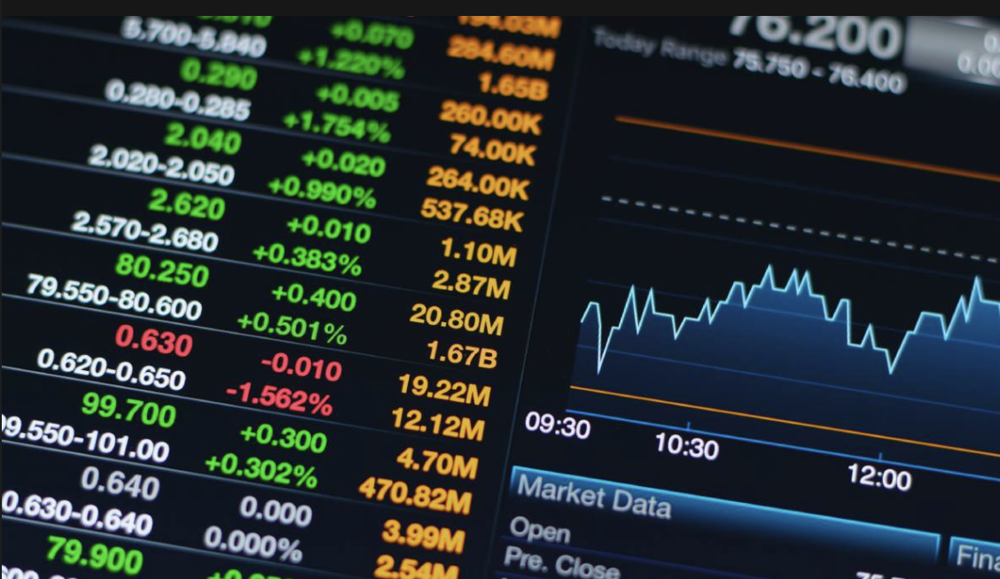 5.700-5.840
+0.070
+1.220%
284.60M
1.65B
0.290
0.280-0.285
+0.005
+1.754%
260.00K
74.00K
2.040
2.020-2.050
+0.020
+0.990%
264.00K
537.68K
2.620
2.570-2.680
+0.010
+0.383%
1.10M
2.87M
80.250
79.550-80.600
+0.400
+0.501%
20.80M
1.67B
0.630
0.620-0.650
-0.010
-1.562%
19.22M
12.12M
99.700
99.550-101.00
+0.300
+0.302%
4.70M
470.82M
0.640
0.630-0.640
0.000
0.000%
3.99M
2.54M
79.900
76.200
Today Range 75.750 - 76.400
09:30
10:30
12:00
Market Data
Open
Pre. Close